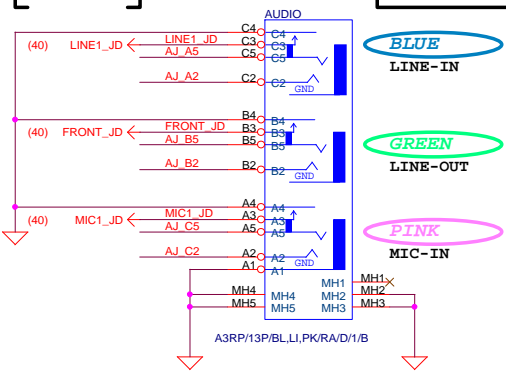 AUDIO
C4 C4
(40) LINE1_JD LINE1_JD C3 C3
AJ_A5 C5 C5
AJ_A2 C2 C2
GND
BLUE
LINE-IN
B4 B4
(40) FRONT_JD FRONT_JD B3 B3
AJ_B5 B5 B5
AJ_B2 B2 B2
GND
GREEN
LINE-OUT
A4 A4
(40) MIC1_JD MIC1_JD A3 A3
AJ_C5 A5 A5
AJ_C2 A2 A2
GND
A1 A1
PINK
MIC-IN
MH1 MH1
MH4 MH4 MH2 MH2
MH5 MH5 MH3 MH3
A3RP/13P/BL,LI,PK/RA/D/1/B